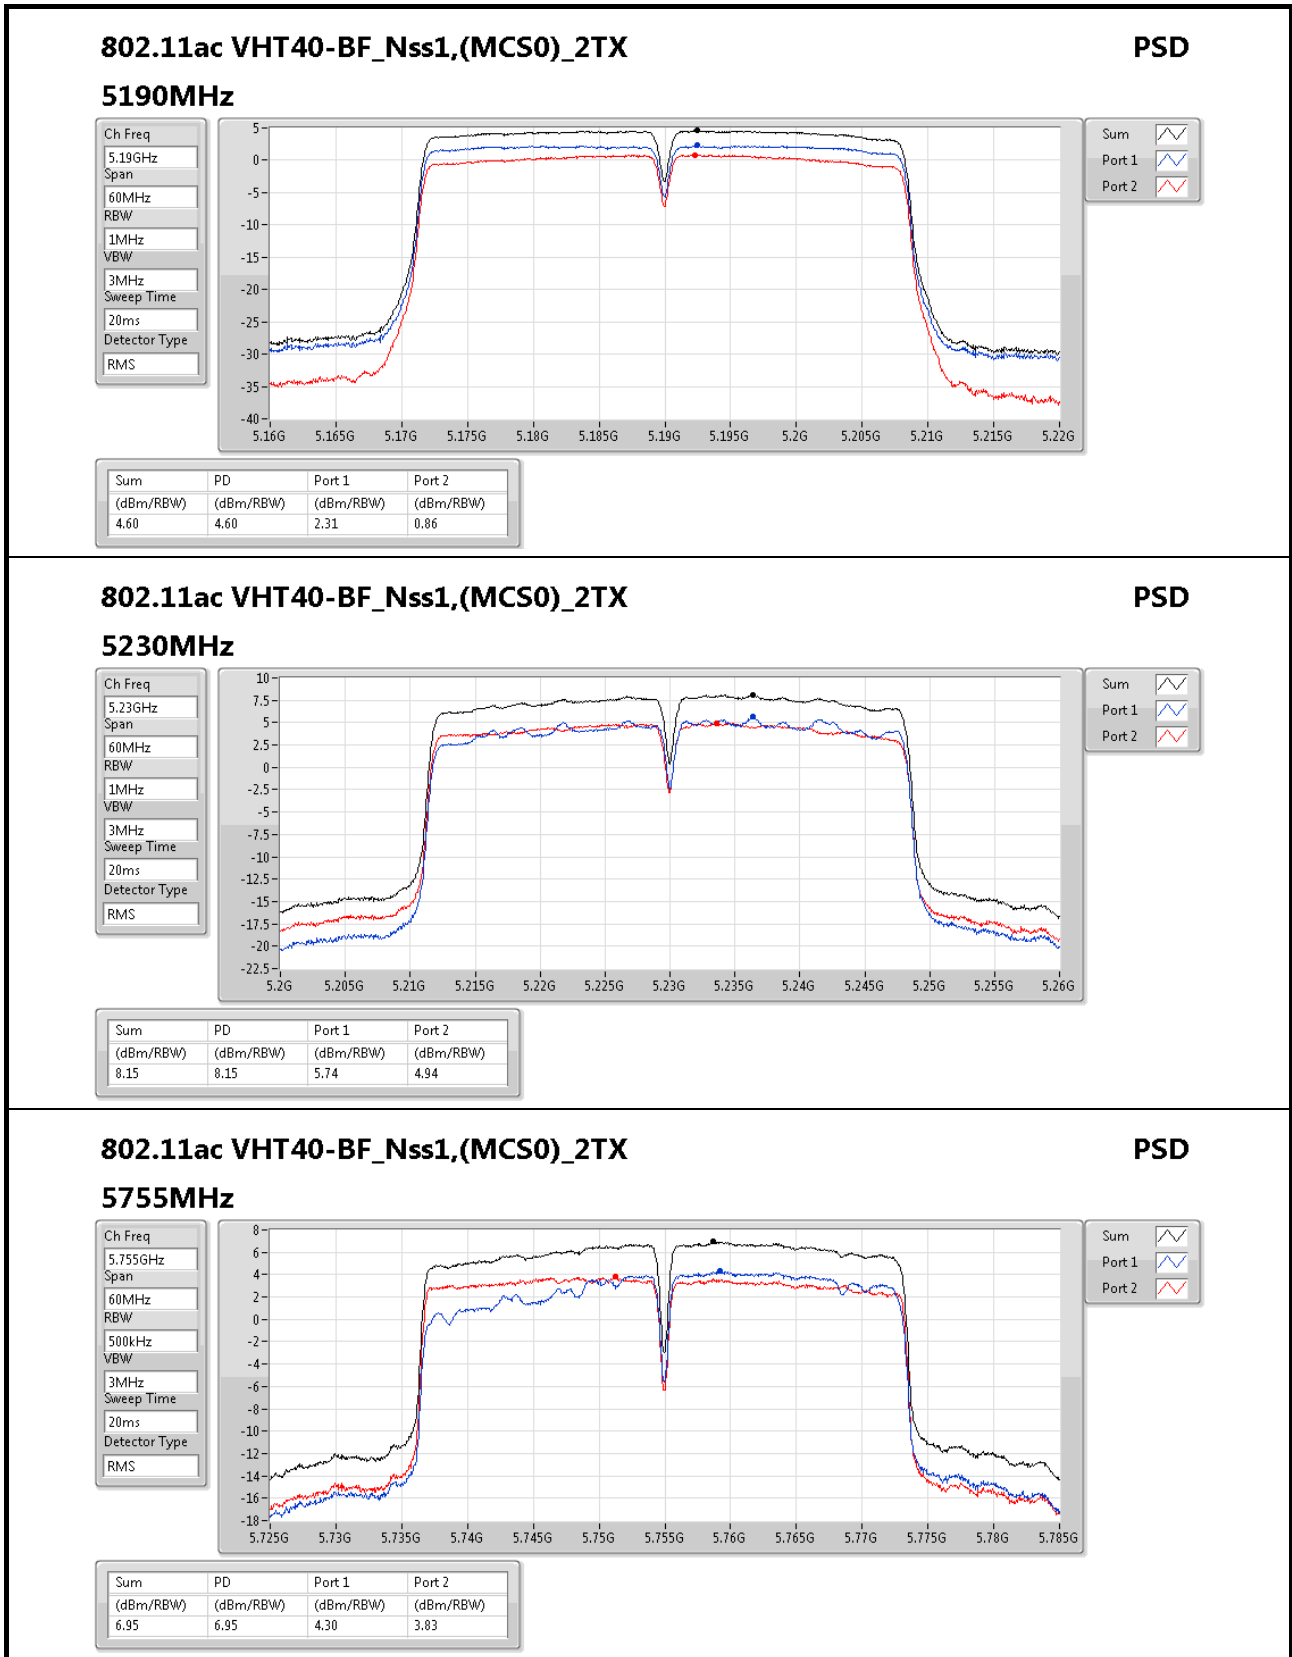 802.11ac VHT40-BF_Nss1,(MCS0)_2TX PSD
5190MHz
Ch Freq
5.19GHz
Span
60MHz
RBW
1MHz
VBW
3MHz
Sweep Time
20ms
Detector Type
RMS
5
0
-5
-10
-15
-20
-25
-30
-35
-40
5.16G 5.165G 5.17G 5.175G 5.18G 5.185G 5.19G 5.195G 5.2G 5.205G 5.21G 5.215G 5.22G
Sum
Port 1
Port 2
Sum PD Port 1 Port 2
(dBm/RBW) (dBm/RBW) (dBm/RBW) (dBm/RBW)
4.60 4.60 2.31 0.86
802.11ac VHT40-BF_Nss1,(MCS0)_2TX PSD
5230MHz
Ch Freq
5.23GHz
Span
60MHz
RBW
1MHz
VBW
3MHz
Sweep Time
20ms
Detector Type
RMS
10
7.5
5
2.5
0
-2.5
-5
-7.5
-10
-12.5
-15
-17.5
-20
-22.5
5.2G 5.205G 5.21G 5.215G 5.22G 5.225G 5.23G 5.235G 5.24G 5.245G 5.25G 5.255G 5.26G
Sum
Port 1
Port 2
Sum PD Port 1 Port 2
(dBm/RBW) (dBm/RBW) (dBm/RBW) (dBm/RBW)
8.15 8.15 5.74 4.94
802.11ac VHT40-BF_Nss1,(MCS0)_2TX PSD
5755MHz
Ch Freq
5.755GHz
Span
60MHz
RBW
500kHz
VBW
3MHz
Sweep Time
20ms
Detector Type
RMS
8
6
4
2
0
-2
-4
-6
-8
-10
-12
-14
-16
-18
5.725G 5.73G 5.735G 5.74G 5.745G 5.75G 5.755G 5.76G 5.765G 5.77G 5.775G 5.78G 5.785G
Sum
Port 1
Port 2
Sum PD Port 1 Port 2
(dBm/RBW) (dBm/RBW) (dBm/RBW) (dBm/RBW)
6.95 6.95 4.30 3.83